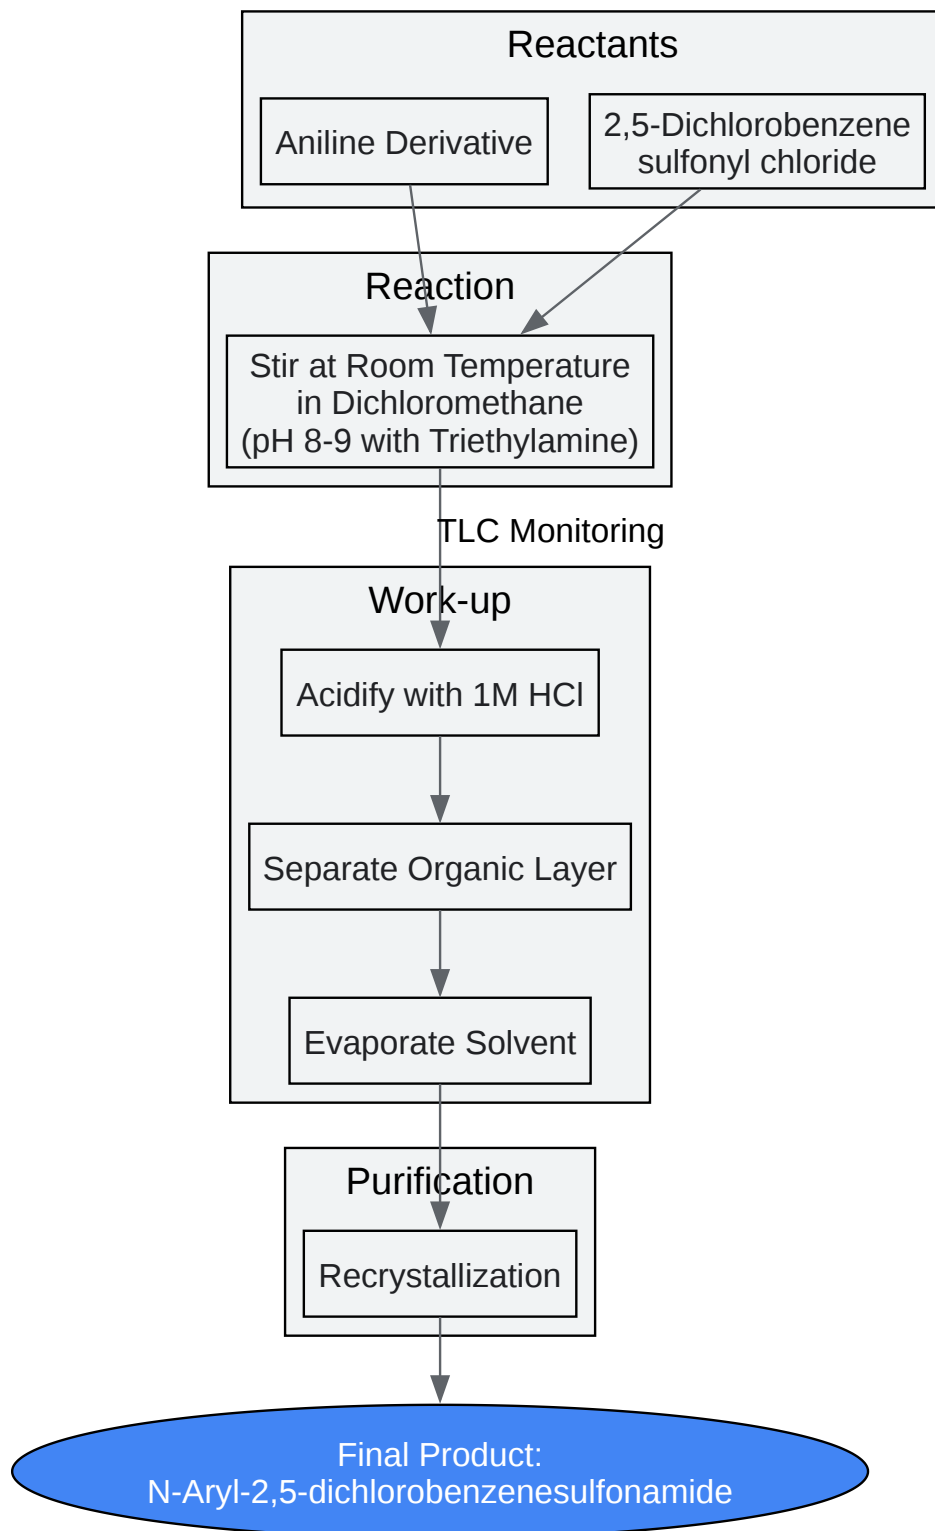 Reactants
Aniline Derivative
2,5-Dichlorobenzene
sulfonyl chloride
Reaction
Stir at Room Temperature
in Dichloromethane
(pH 8-9 with Triethylamine)
TLC Monitoring
Work-up
Acidify with 1M HCl
Separate Organic Layer
Evaporate Solvent
Purification
Recrystallization
Final Product:
N-Aryl-2,5-dichlorobenzenesulfonamide